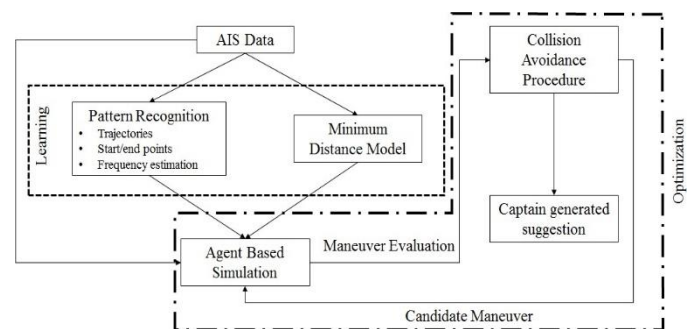 AIS Data
Learning
Pattern Recognition
• Trajectories
• Start/end points
• Frequency estimation
Minimum
Distance Model
Agent Based
Simulation
Maneuver Evaluation
Collision
Avoidance
Procedure
Captain generated
suggestion
Optimization
Candidate Maneuver